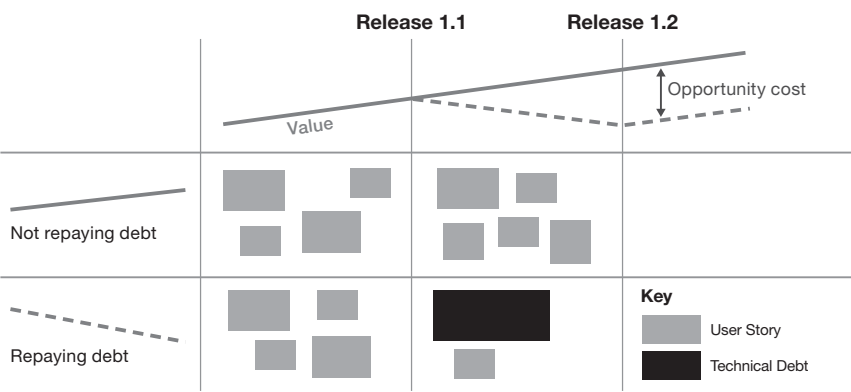 Release 1.1
Release 1.2
Opportunity cost
Value
Not repaying debt
Repaying debt
Key
User Story
Technical Debt